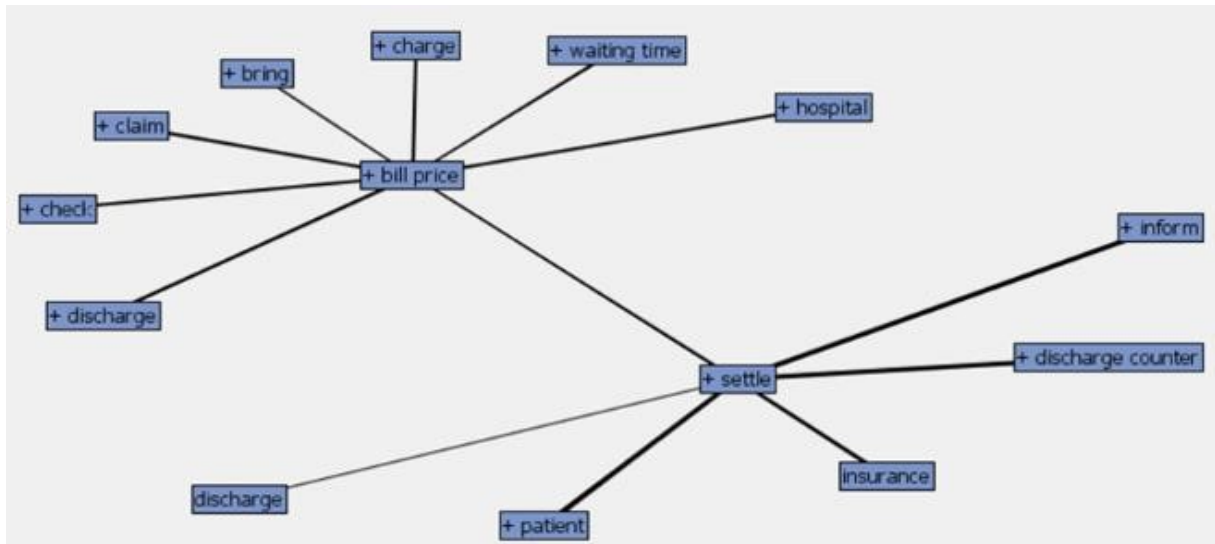 + charge
+ waiting time
+ bring
+ hospital
+ claim
+ bill price
+ check
+ inform
+ discharge
+ discharge counter
+ settle
insurance
discharge
+ patient